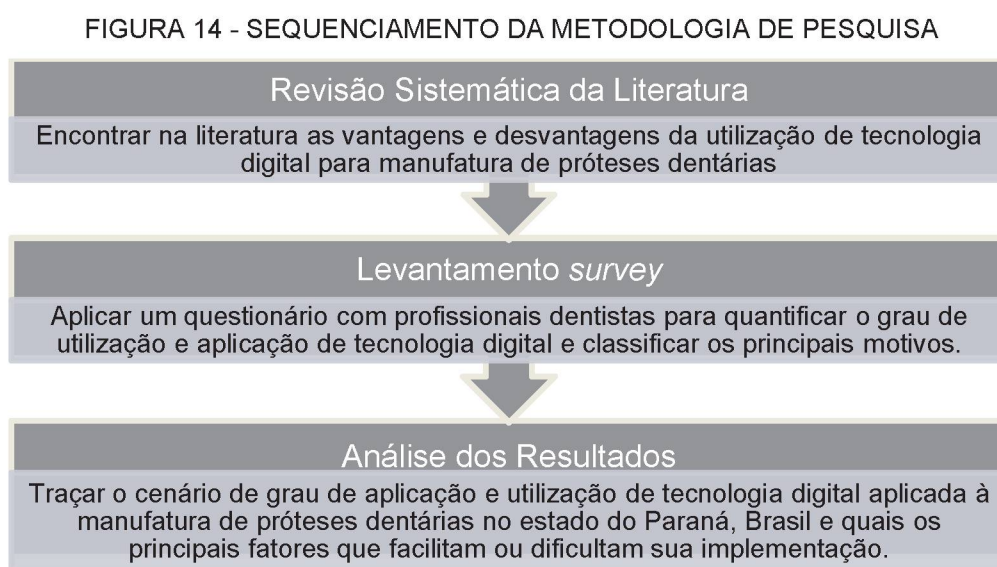 FIGURA 14 - SEQUENCIAMENTO DA METODOLOGIA DE PESQUISA
Revisão Sistemática da Literatura
Encontrar na literatura as vantagens e desvantagens da utilização de tecnologia
digital para manufatura de próteses dentárias
Levantamento survey
Aplicar um questionário com profissionais dentistas para quantificar o grau de
utilização e aplicação de tecnologia digital e classificar os principais motivos.
Análise dos Resultados
Traçar o cenário de grau de aplicação e utilização de tecnologia digital aplicada à
manufatura de próteses dentárias no estado do Paraná, Brasil e quais os
principais fatores que facilitam ou dificultam sua implementação.